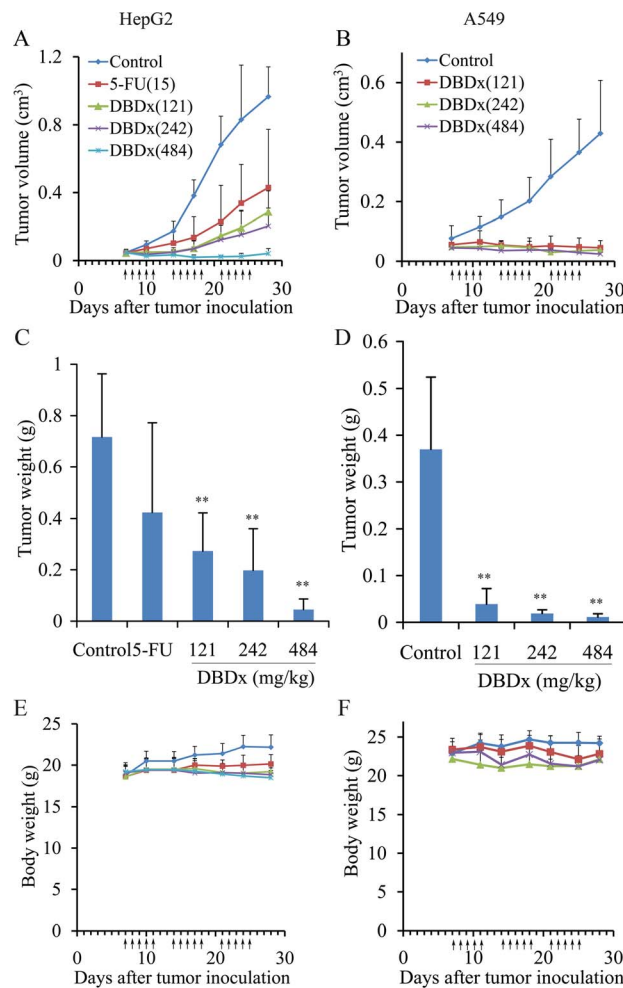 HepG2
A549
A
Tumor volume (cm³)
1.2
0.8
0.4
0
Control
5-FU(15)
DBDx(121)
DBDx(242)
DBDx(484)
0 10 20 30
Days after tumor inoculation
B
Tumor volume (cm³)
0.6
0.4
0.2
0
Control
DBDx(121)
DBDx(242)
DBDx(484)
0 10 20 30
Days after tumor inoculation
C
Tumor weight (g)
1
0.8
0.6
0.4
0.2
0
**
**
**
Control 5-FU 121 242 484
DBDx (mg/kg)
D
Tumor weight (g)
0.6
0.5
0.4
0.3
0.2
0.1
0
**
**
**
Control 121 242 484
DBDx (mg/kg)
E
Body weight (g)
25
20
15
10
5
0
0 10 20 30
Days after tumor inoculation
F
Body weight (g)
25
20
15
10
5
0
0 10 20 30
Days after tumor inoculation